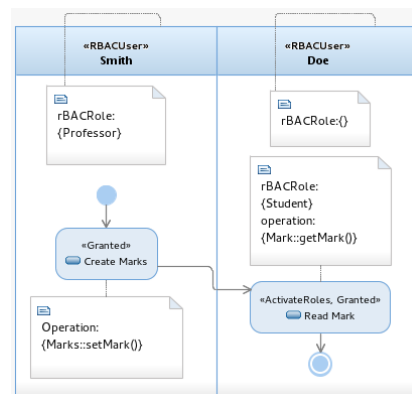 «RBACUser»
Smith
«RBACUser»
Doe
rBACRole:
{Professor}
rBACRole:{}
rBACRole:
{Student}
operation:
{Mark::getMark()}
«Granted»
Create Marks
«ActivateRoles, Granted»
Read Mark
Operation:
{Marks::setMark()}